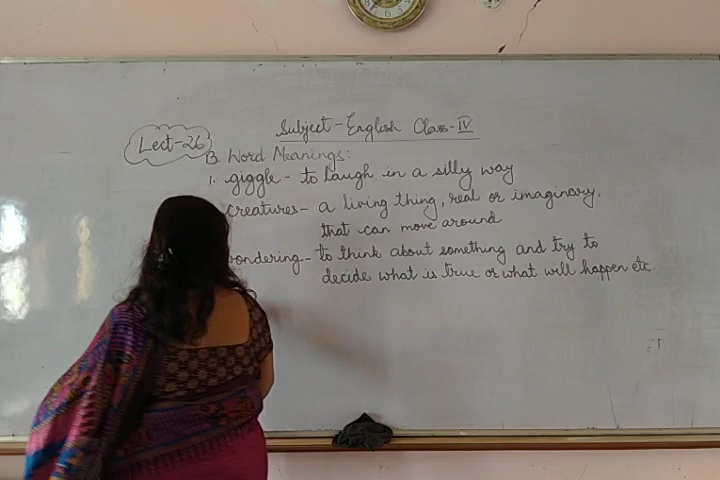 Subject - English Class - IV
Lect-26
B. Word Meanings:
1. giggle - to laugh in a silly way
creatures - a living thing, real or imaginary.
that can move around
wondering - to think about something and try to
decide what is true or what will happen etc